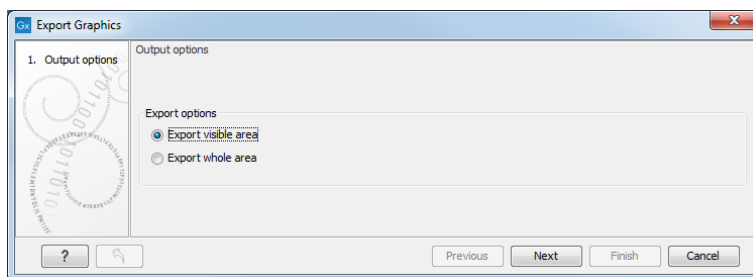 Gx Export Graphics
1. Output options
Output options
Export options
Export visible area
Export whole area
? Previous Next Finish Cancel